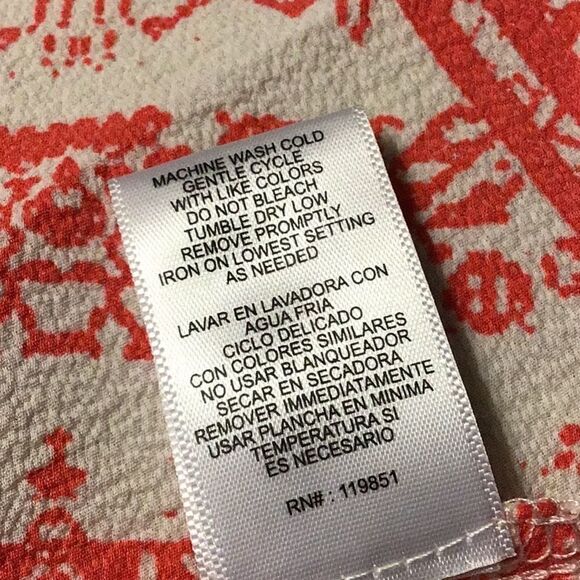 MACHINE WASH COLD
GENTLE CYCLE
WITH LIKE COLORS
DO NOT BLEACH
TUMBLE DRY LOW
REMOVE PROMPTLY
IRON ON LOWEST SETTING
AS NEEDED
LAVAR EN LAVADORA CON
AGUA FRIA
CICLO DELICADO
CON COLORES SIMILARES
NO USAR BLANQUEADOR
SECAR EN SECADORA
REMOVER IMMEDIATAMENTE
USAR PLANCHA EN MINIMA
TEMPERATURA SI
ES NECESARIO
RN# : 119851